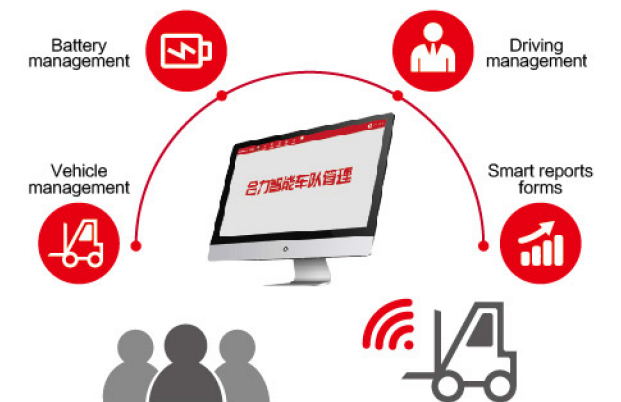 Battery
management
Driving
management
Vehicle
management
Smart reports
forms
合力智能车队管理